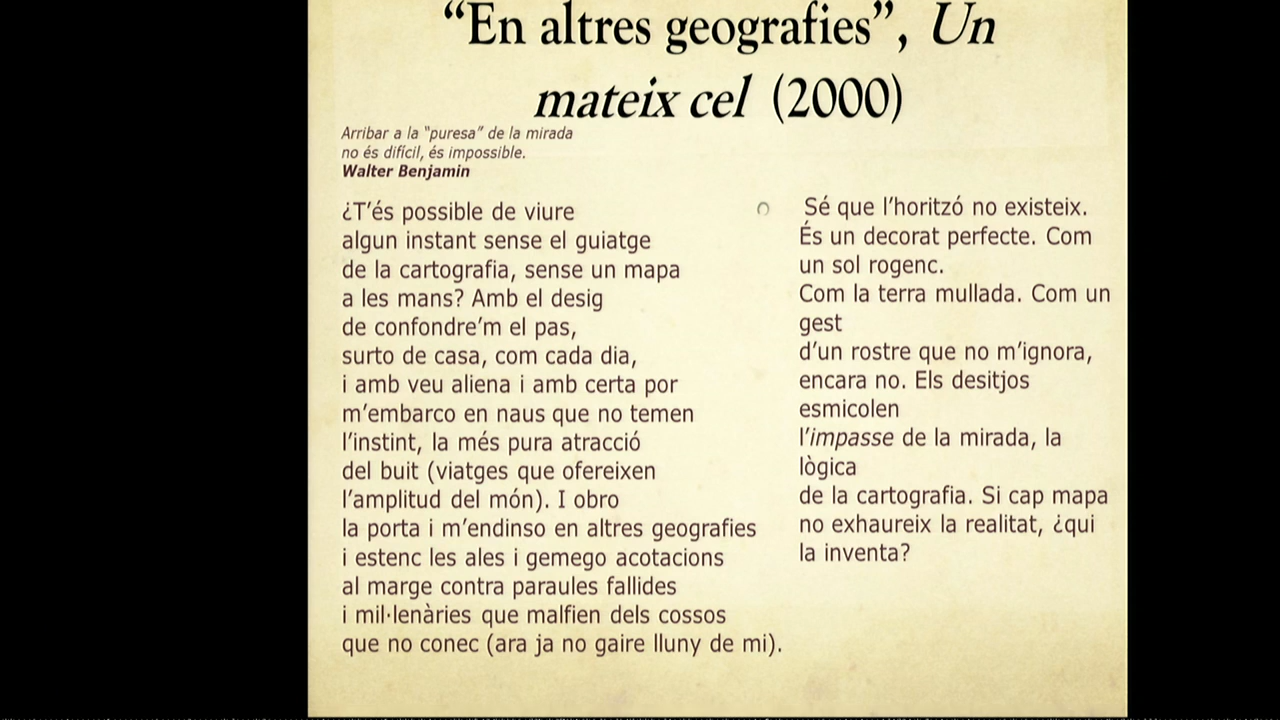 “En altres geografies”, Un
mateix cel (2000)
Arribar a la “puresa” de la mirada
no és difícil, és impossible.
Walter Benjamin
¿T’és possible de viure
algun instant sense el guiatge
de la cartografia, sense un mapa
a les mans? Amb el desig
de confondre’m el pas,
surto de casa, com cada dia,
i amb veu aliena i amb certa por
m’embarco en naus que no temen
l’instint, la més pura atracció
del buit (viatges que ofereixen
l’amplitud del món). I obro
la porta i m’endinso en altres geografies
i estenc les ales i gemego acotacions
al marge contra paraules fallides
i mil·lenàries que malfien dels cossos
que no conec (ara ja no gaire lluny de mi).
Sé que l’horitzó no existeix.
És un decorat perfecte. Com
un sol rogenc.
Com la terra mullada. Com un
gest
d’un rostre que no m’ignora,
encara no. Els desitjos
esmicolen
l’impasse de la mirada, la
lògica
de la cartografia. Si cap mapa
no exhaureix la realitat, ¿qui
la inventa?